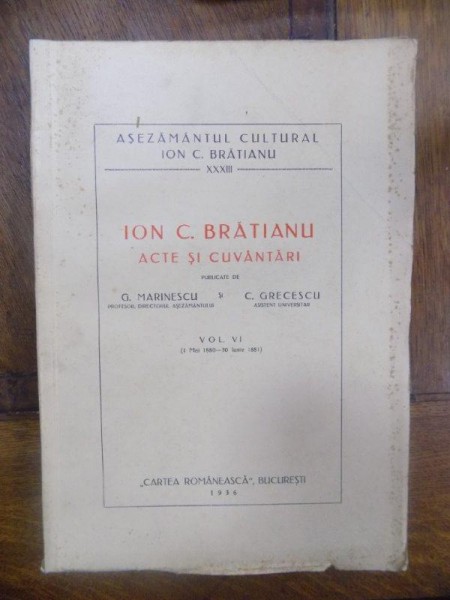 AȘEZĂMÂNTUL CULTURAL
ION C. BRĂTIANU
XXXIII
ION C. BRĂTIANU
ACTE ȘI CUVÂNTĂRI
PUBLICATE DE
G. MARINESCU și C. GRECESCU
PROFESOR, DIRECTORUL AȘEZĂMÂNTULUI ASISTENT UNIVERSITAR
VOL. VI
(1 Mai 1880—30 Iunie 1881)
„CARTEA ROMÂNEASCĂ“, BUCUREȘTI
1936